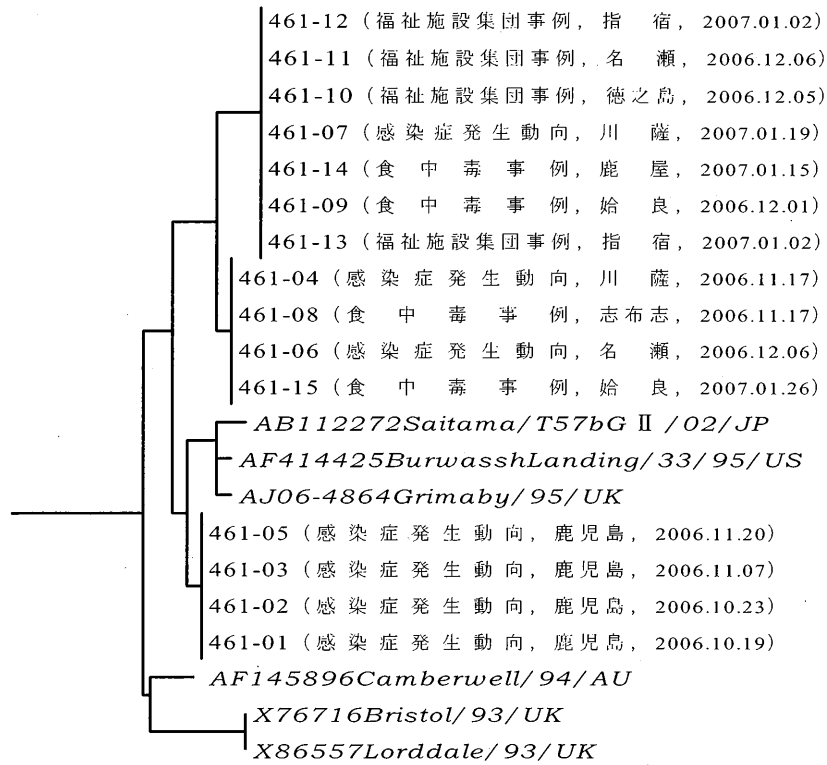 461-12 (福祉施設集団事例, 指 宿, 2007.01.02)
461-11 (福祉施設集団事例, 名 瀬, 2006.12.06)
461-10 (福祉施設集団事例, 徳之島, 2006.12.05)
461-07 (感染症発生動向, 川 薩, 2007.01.19)
461-14 (食 中 毒 事 例, 鹿 屋, 2007.01.15)
461-09 (食 中 毒 事 例, 姶 良, 2006.12.01)
461-13 (福祉施設集団事例, 指 宿, 2007.01.02)
461-04 (感 染 症 発 生 動 向, 川 薩, 2006.11.17)
461-08 (食 中 毒 事 例, 志布志, 2006.11.17)
461-06 (感 染 症 発 生 動 向, 名 瀬, 2006.12.06)
461-15 (食 中 毒 事 例, 姶 良, 2007.01.26)
AB112272Saitama/T57bG II /02/JP
AF414425BurwasshLanding/33/95/US
AJ06-4864Grimaby/95/UK
461-05 (感 染 症 発 生 動 向, 鹿児島, 2006.11.20)
461-03 (感 染 症 発 生 動 向, 鹿児島, 2006.11.07)
461-02 (感 染 症 発 生 動 向, 鹿児島, 2006.10.23)
461-01 (感 染 症 発 生 動 向, 鹿児島, 2006.10.19)
AF145896Camberwell/94/AU
X76716Bristol/93/UK
X86557Lorddale/93/UK